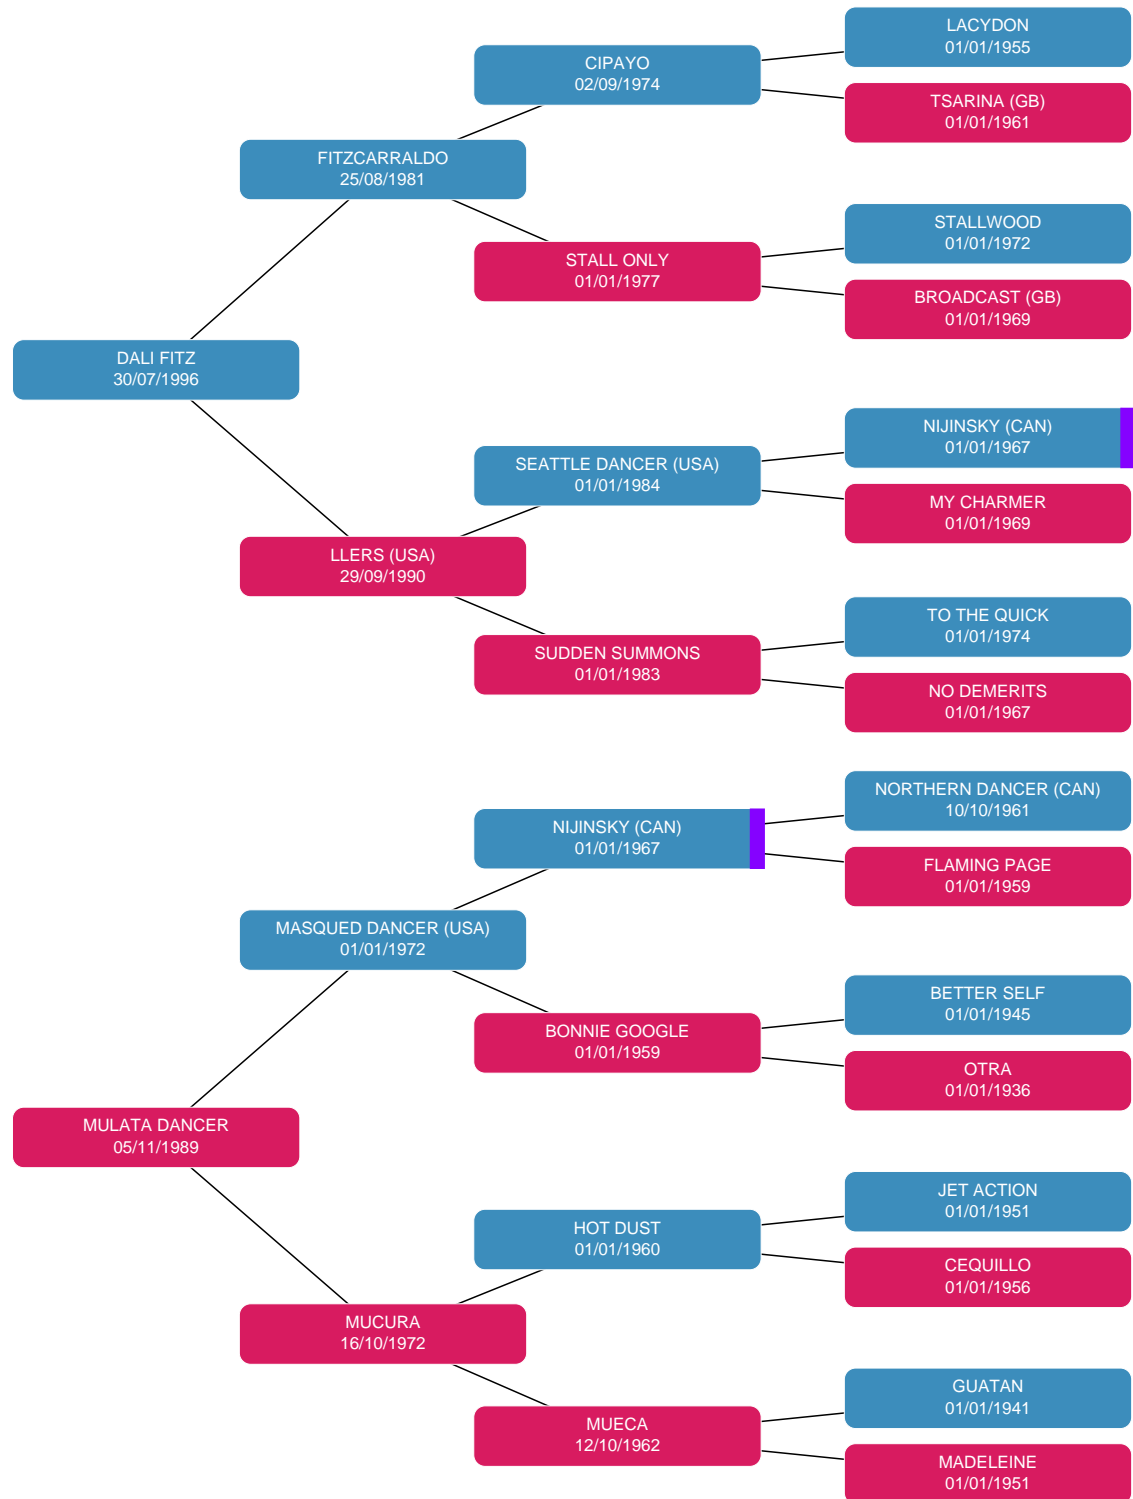 LACYDON
01/01/1955
CIPAYO
02/09/1974
TSARINA (GB)
01/01/1961
FITZCARRALDO
25/08/1981
STALLWOOD
01/01/1972
STALL ONLY
01/01/1977
BROADCAST (GB)
01/01/1969
DALI FITZ
30/07/1996
NIJINSKY (CAN)
01/01/1967
SEATTLE DANCER (USA)
01/01/1984
MY CHARMER
01/01/1969
LLERS (USA)
29/09/1990
TO THE QUICK
01/01/1974
SUDDEN SUMMONS
01/01/1983
NO DEMERITS
01/01/1967
NORTHERN DANCER (CAN)
10/10/1961
NIJINSKY (CAN)
01/01/1967
FLAMING PAGE
01/01/1959
MASQUED DANCER (USA)
01/01/1972
BETTER SELF
01/01/1945
BONNIE GOOGLE
01/01/1959
OTRA
01/01/1936
MULATA DANCER
05/11/1989
JET ACTION
01/01/1951
HOT DUST
01/01/1960
CEQUILLO
01/01/1956
MUCURA
16/10/1972
GUATAN
01/01/1941
MUECA
12/10/1962
MADELEINE
01/01/1951